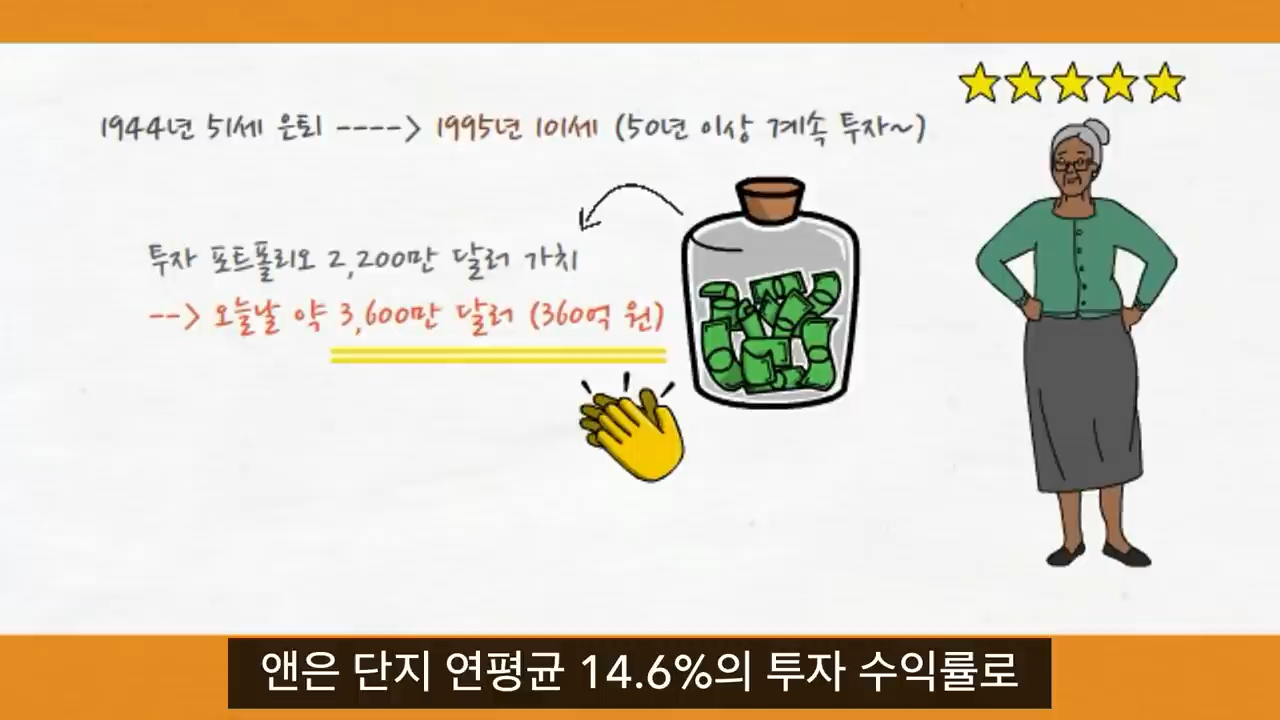 1944년 51세 은퇴 ----> 1995년 101세 (50년 이상 계속 투자~)
투자 포트폴리오 2,200만 달러 가치
--> 오늘날 약 3,600만 달러 (360억 원)
앤은 단지 연평균 14.6%의 투자 수익률로